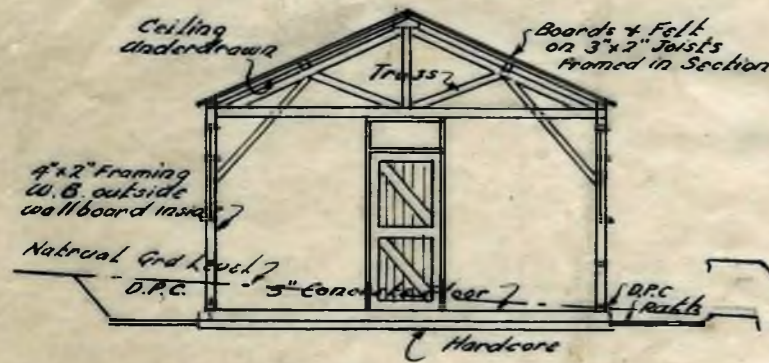 Ceiling
Underdrawn
Boards & Felt
on 3"x2" Joists
Framed in Section
Truss
4"x2" Framing
W.B. outside
wallboard inside
Natrual Grd Level
D.P.C.
5" Concrete Floor
D.P.C
Path
Hardcore